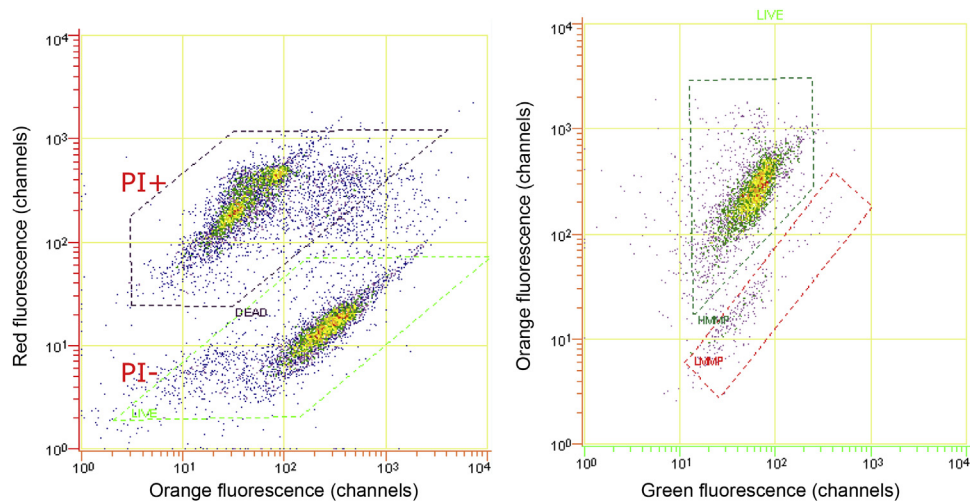 LIVE
10⁴
10³
10²
10¹
10⁰
Red fluorescence (channels)
PI+
DEAD
PI-
LIVE
10⁰ 10¹ 10² 10³ 10⁴
Orange fluorescence (channels)
10⁴
10³
10²
10¹
10⁰
Orange fluorescence (channels)
HMMP
LMMP
10⁰ 10¹ 10² 10³ 10⁴
Green fluorescence (channels)